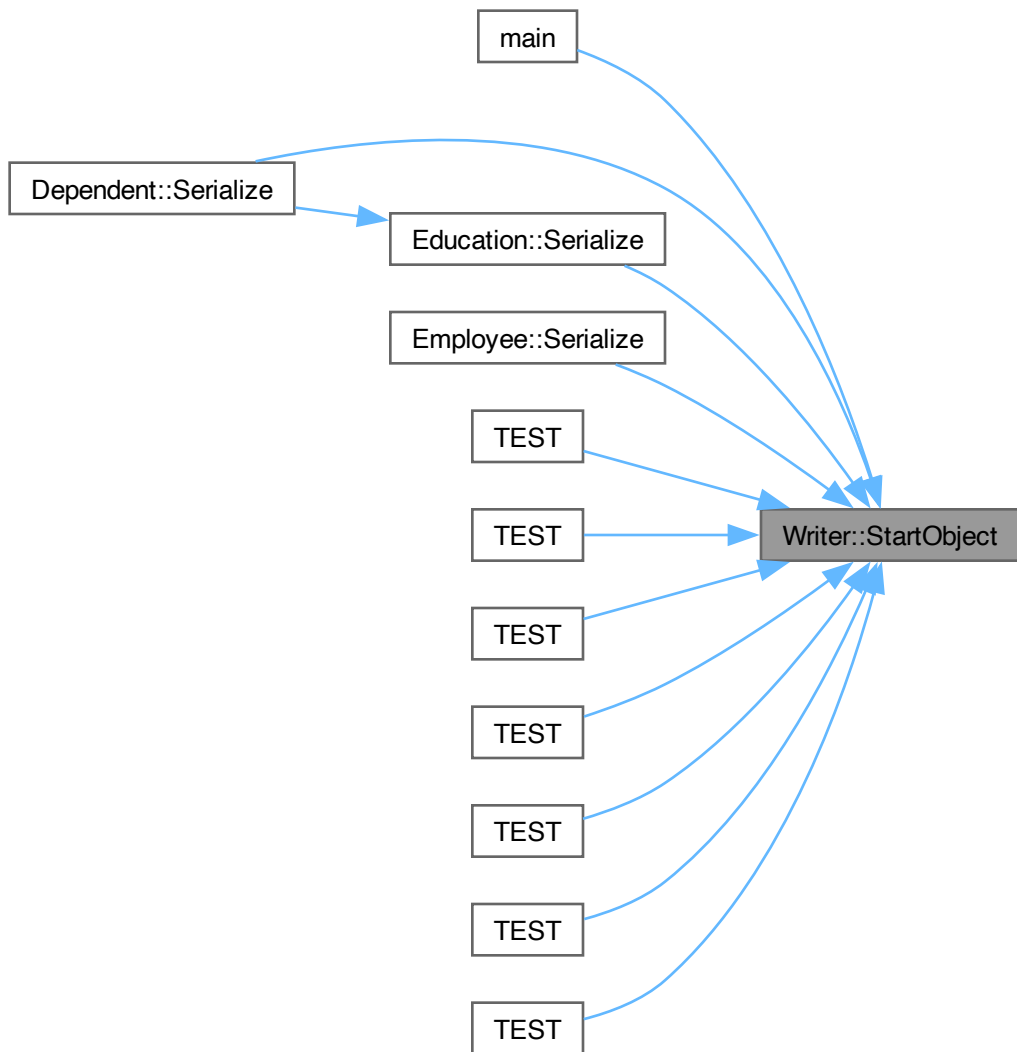 main
Dependent::Serialize
Education::Serialize
Employee::Serialize
TEST
TEST
Writer::StartObject
TEST
TEST
TEST
TEST
TEST